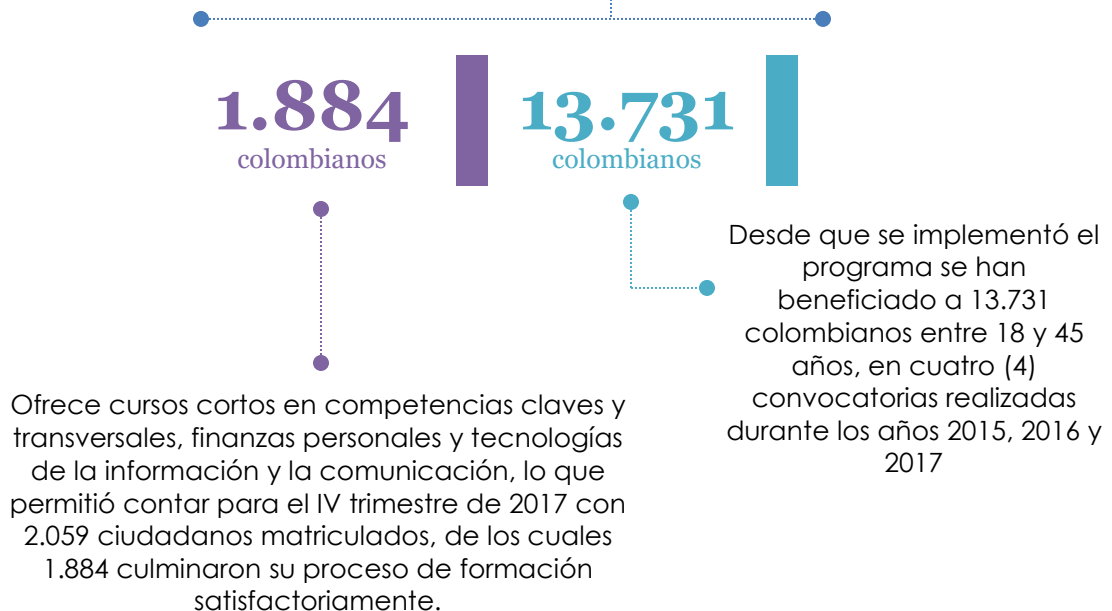 1.884
colombianos
13.731
colombianos
Desde que se implementó el
programa se han
beneficiado a 13.731
colombianos entre 18 y 45
años, en cuatro (4)
convocatorias realizadas
durante los años 2015, 2016 y
2017
Ofrece cursos cortos en competencias claves y
transversales, finanzas personales y tecnologías
de la información y la comunicación, lo que
permitió contar para el IV trimestre de 2017 con
2.059 ciudadanos matriculados, de los cuales
1.884 culminaron su proceso de formación
satisfactoriamente.